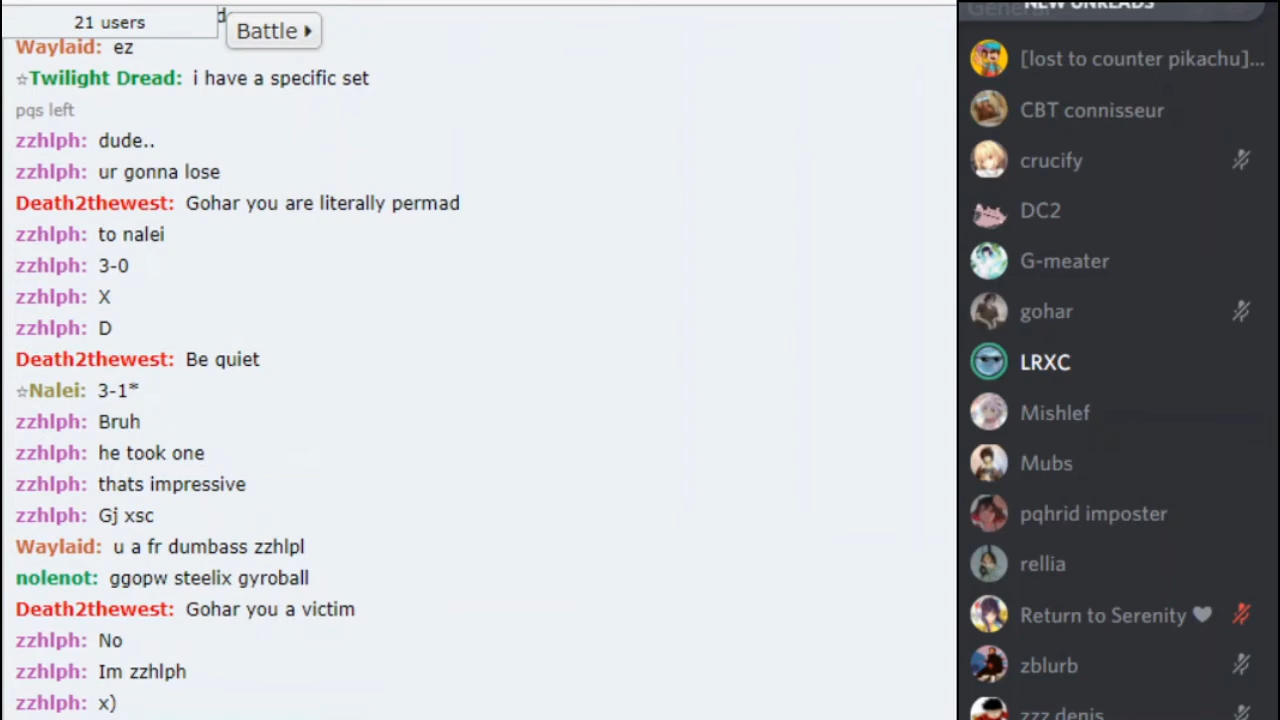 21 users
Battle
Waylaid: ez
☆Twilight Dread: i have a specific set
pqs left
zzhlph: dude..
zzhlph: ur gonna lose
Death2thewest: Gohar you are literally permad
zzhlph: to nalei
zzhlph: 3-0
zzhlph: X
zzhlph: D
Death2thewest: Be quiet
☆Nalei: 3-1*
zzhlph: Bruh
zzhlph: he took one
zzhlph: thats impressive
zzhlph: Gj xsc
Waylaid: u a fr dumbass zzhlpl
nolenot: ggopw steelix gyroball
Death2thewest: Gohar you a victim
zzhlph: No
zzhlph: Im zzhlph
zzhlph: x)
General
NEW UNREADS
[lost to counter pikachu]...
CBT connisseur
crucify
DC2
G-meater
gohar
LRXC
Mishlef
Mubs
pqhrid imposter
rellia
Return to Serenity 🖤
zblurb
zzz denis